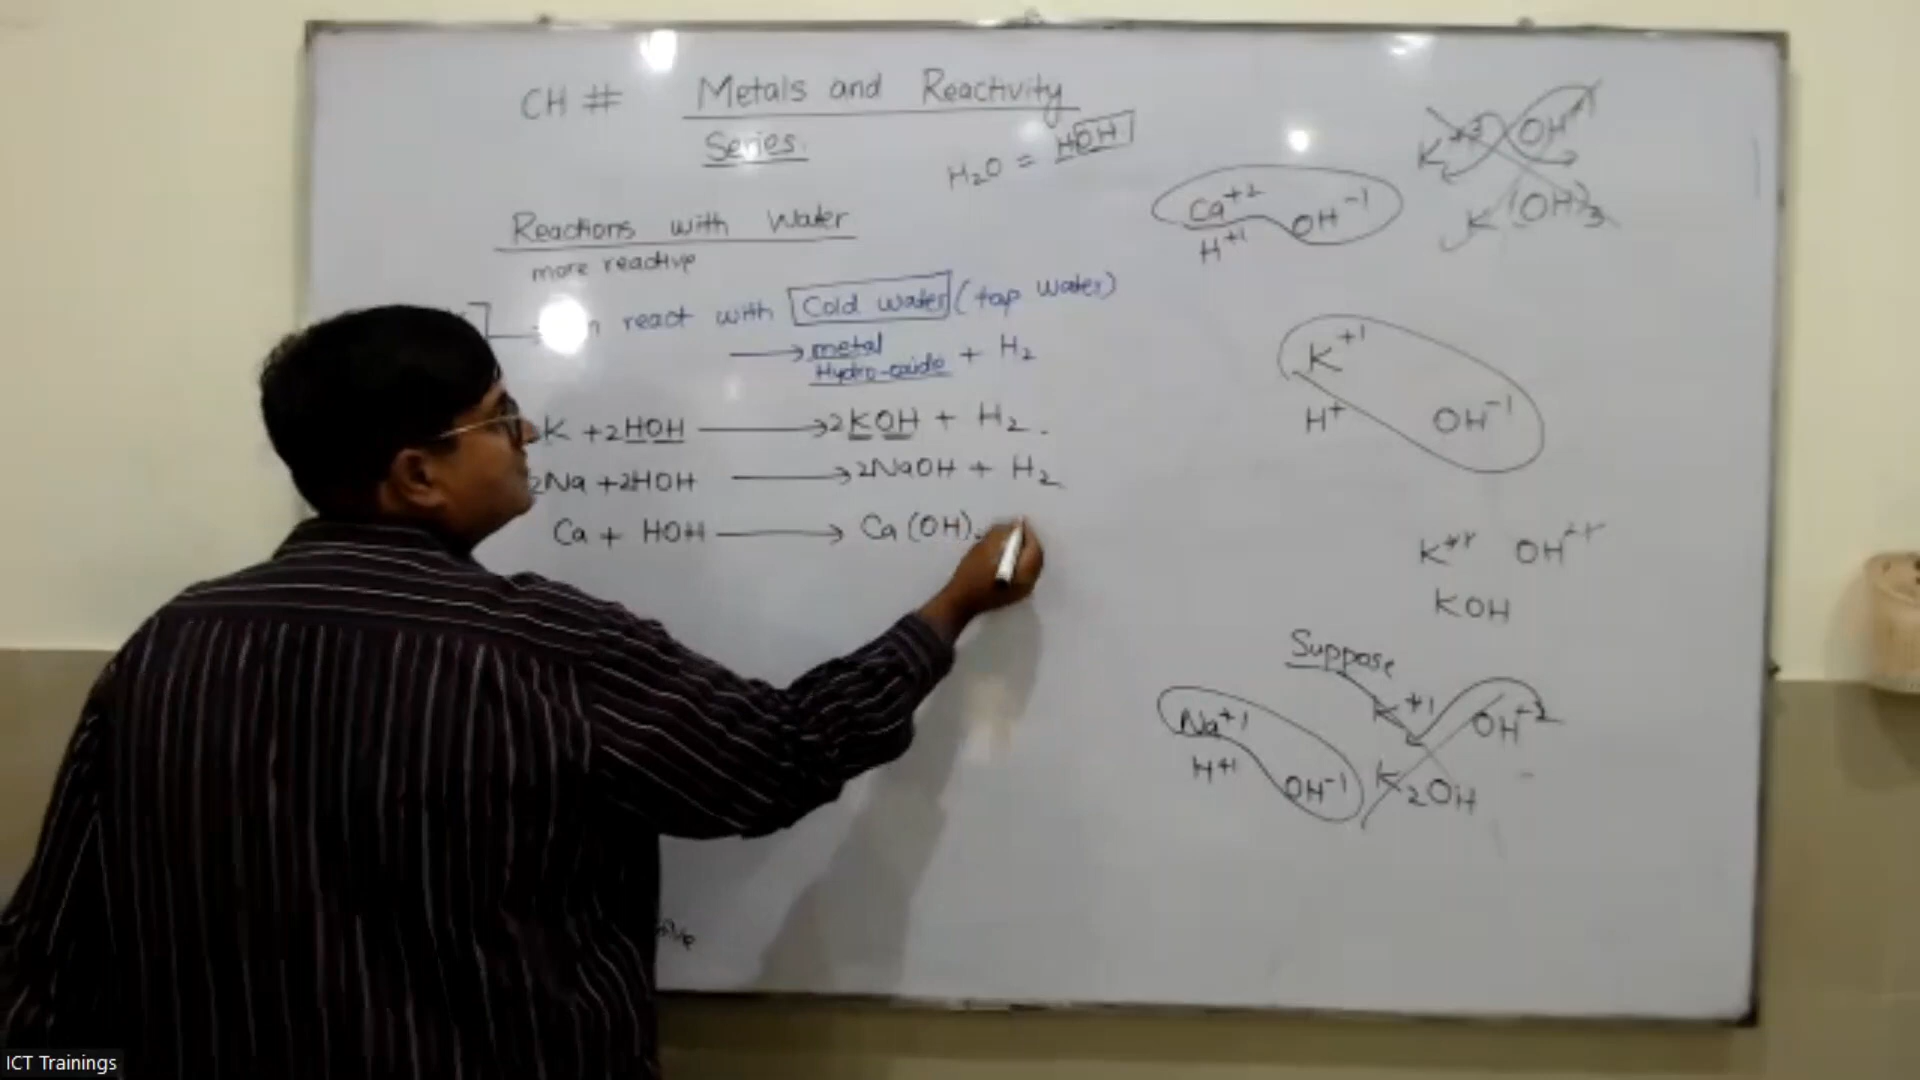 CH # Metals and Reactivity
Series.
H2O = HOH
Reactions with Water
more reactive
react with Cold water (tap water)
→ metal Hydro-oxide + H2
K + 2HOH → 2KOH + H2.
2Na + 2HOH → 2NaOH + H2
Ca + HOH → Ca(OH)
K+3 OH-1
K(OH)3
Ca+2 OH-1
H+1
K+1
H+ OH-1
K+1 OH-1
KOH
Suppose
K+1 OH-2
K2OH
Na+1
H+1 OH-1
ICT Trainings